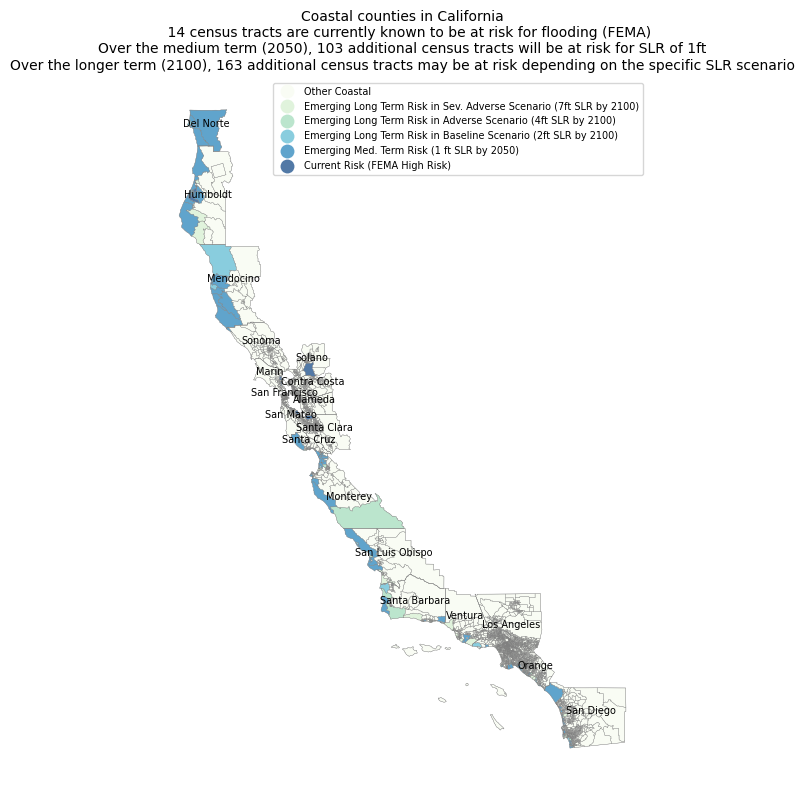 Coastal counties in California
14 census tracts are currently known to be at risk for flooding (FEMA)
Over the medium term (2050), 103 additional census tracts will be at risk for SLR of 1ft
Over the longer term (2100), 163 additional census tracts may be at risk depending on the specific SLR scenario
Other Coastal
Emerging Long Term Risk in Sev. Adverse Scenario (7ft SLR by 2100)
Emerging Long Term Risk in Adverse Scenario (4ft SLR by 2100)
Emerging Long Term Risk in Baseline Scenario (2ft SLR by 2100)
Emerging Med. Term Risk (1 ft SLR by 2050)
Current Risk (FEMA High Risk)
Del Norte
Humboldt
Mendocino
Sonoma
Solano
Marin
Contra Costa
San Francisco
Alameda
San Mateo
Santa Clara
Santa Cruz
Monterey
San Luis Obispo
Santa Barbara
Ventura
Los Angeles
Orange
San Diego